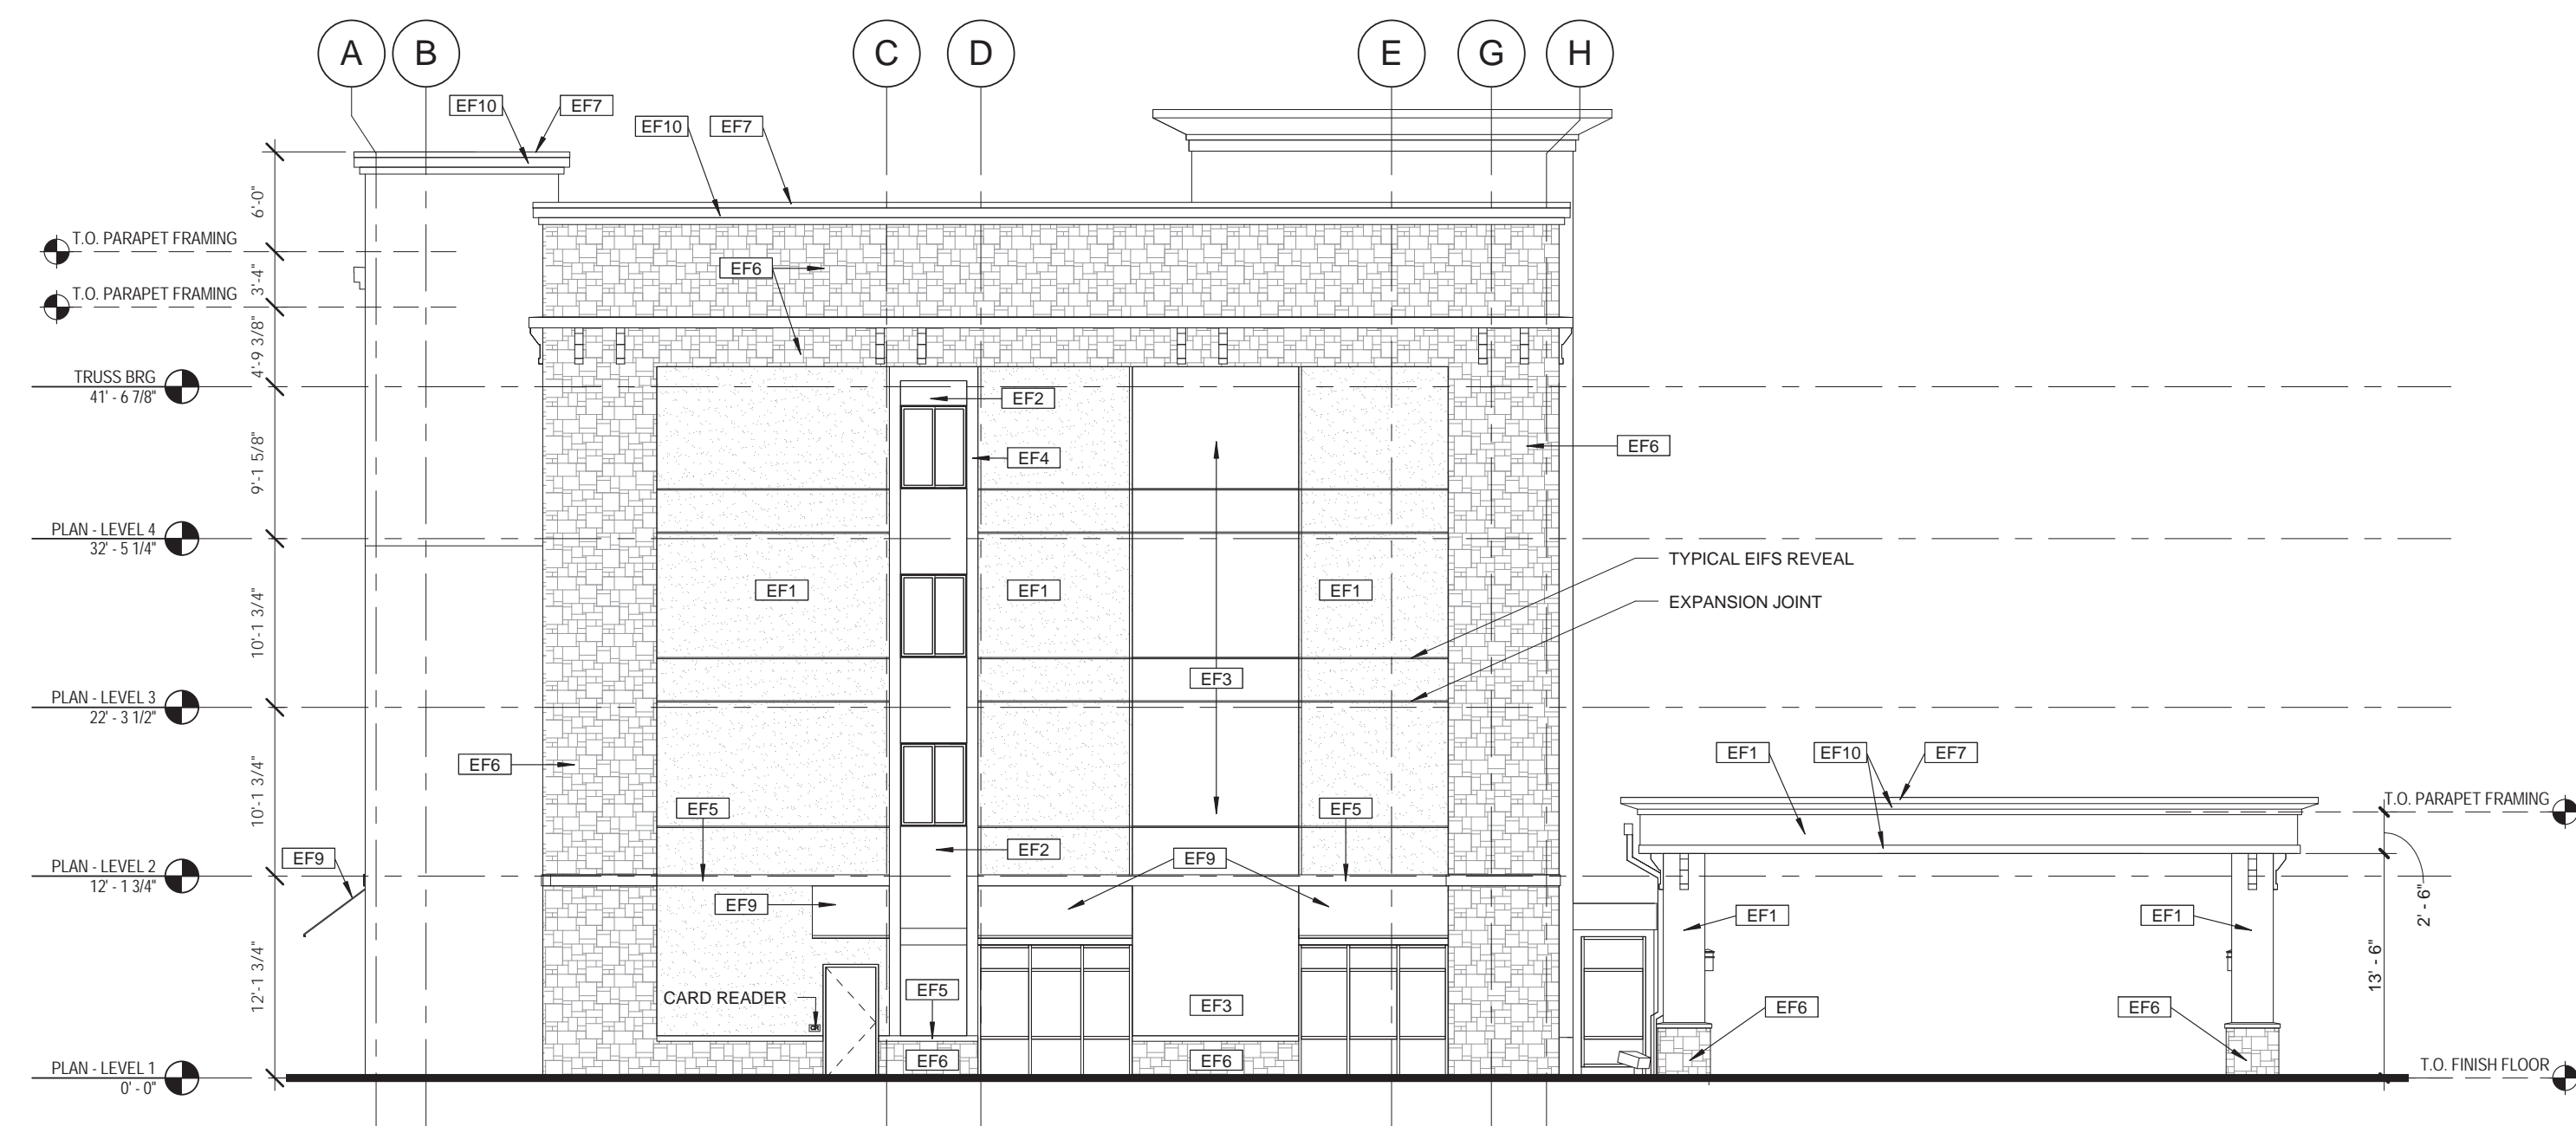 A B C D E G H
EF10 EF7
EF10 EF7
6'-0"
T.O. PARAPET FRAMING
3'-4"
EF6
T.O. PARAPET FRAMING
4'-9 3/8"
TRUSS BRG
41' - 6 7/8"
EF2
9'-1 5/8"
EF4
EF6
PLAN - LEVEL 4
32' - 5 1/4"
TYPICAL EIFS REVEAL
EF1 EF1 EF1
EXPANSION JOINT
10'-1 3/4"
EF3
PLAN - LEVEL 3
22' - 3 1/2"
EF6
EF1 EF10 EF7
10'-1 3/4"
EF5 EF5
T.O. PARAPET FRAMING
EF9
EF2
EF9
PLAN - LEVEL 2
12' - 1 3/4"
2' - 6"
EF9
EF1 EF1
13' - 6"
12'-1 3/4"
CARD READER
EF5
EF3
EF6 EF6
EF6 EF6
PLAN - LEVEL 1
0' - 0"
T.O. FINISH FLOOR